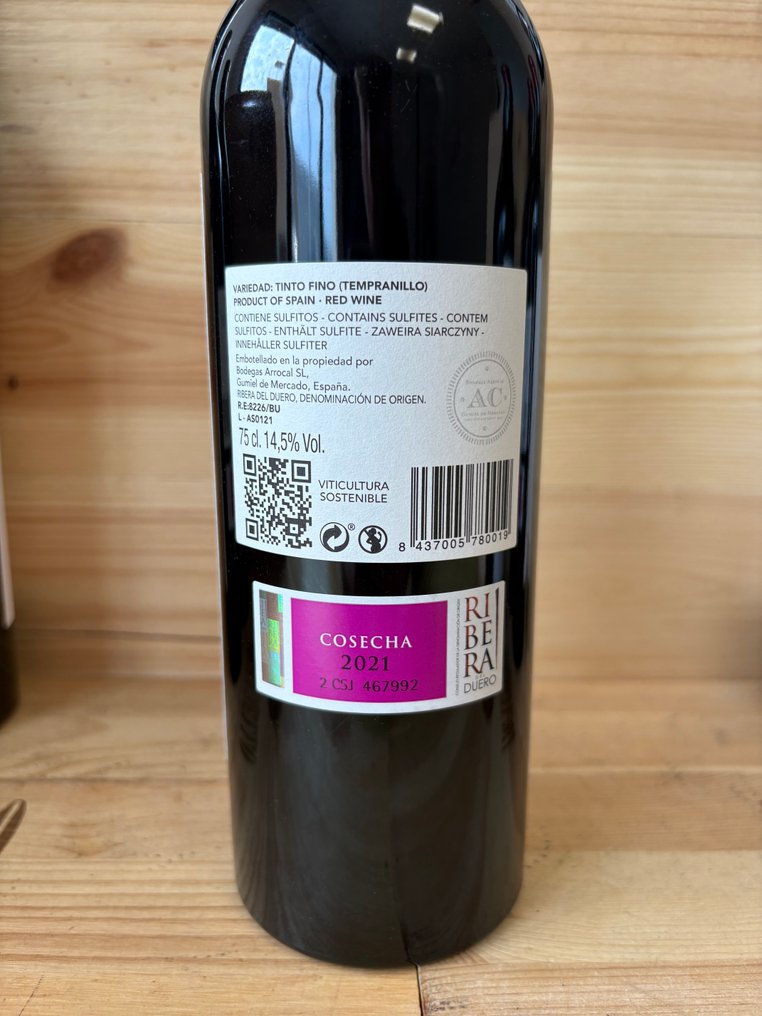 VARIEDAD: TINTO FINO (TEMPRANILLO)
PRODUCT OF SPAIN · RED WINE
CONTIENE SULFITOS - CONTAINS SULFITES - CONTEM
SULFITOS - ENTHÄLT SULFITE - ZAWEIRA SIARCZYNY -
INNEHÅLLER SULFITER
Embotellado en la propiedad por
Bodegas Arrocal SL,
Gumiel de Mercado, España.
RIBERA DEL DUERO, DENOMINACIÓN DE ORIGEN.
R.E:8226/BU
L - AS0121
AC
75 cl. 14,5% Vol.
VITICULTURA
SOSTENIBLE
®
8 437005 780019
COSECHA
2021
2 CSJ 467992
RI
BE
RA
DUERO